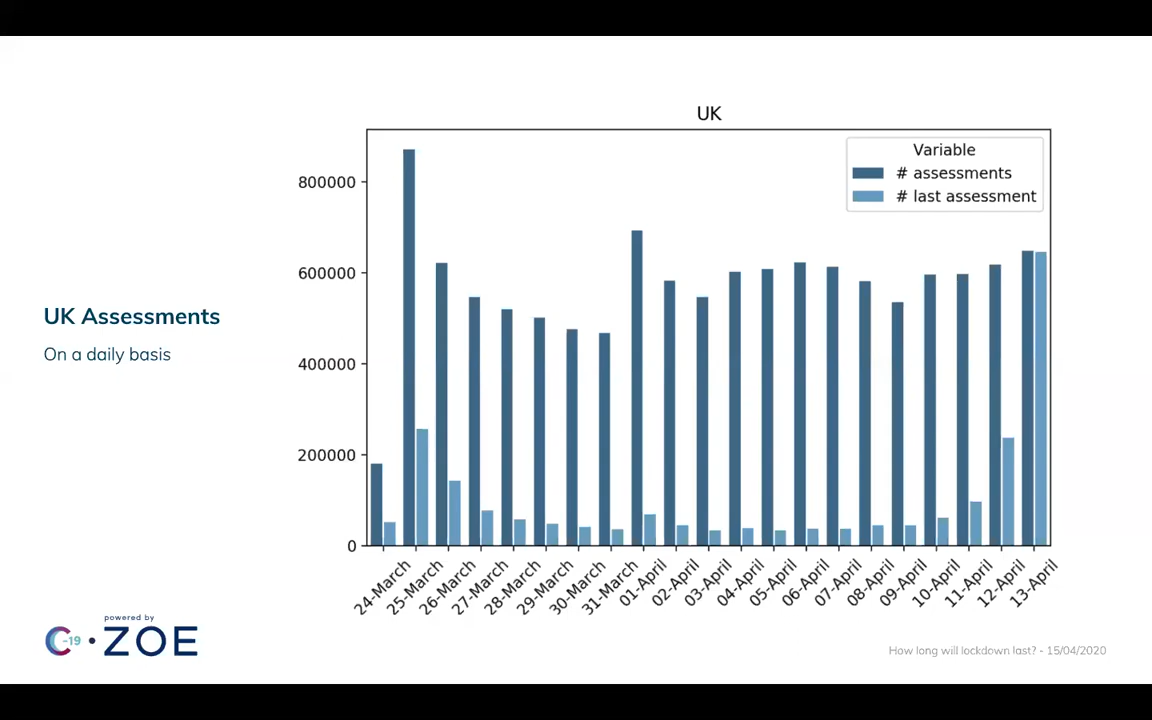 UK
Variable
# assessments
# last assessment
800000
600000
400000
200000
0
24-March
25-March
26-March
27-March
28-March
29-March
30-March
31-March
01-April
02-April
03-April
04-April
05-April
06-April
07-April
08-April
09-April
10-April
11-April
12-April
13-April
UK Assessments
On a daily basis
powered by
C-19 • ZOE
How long will lockdown last? - 15/04/2020